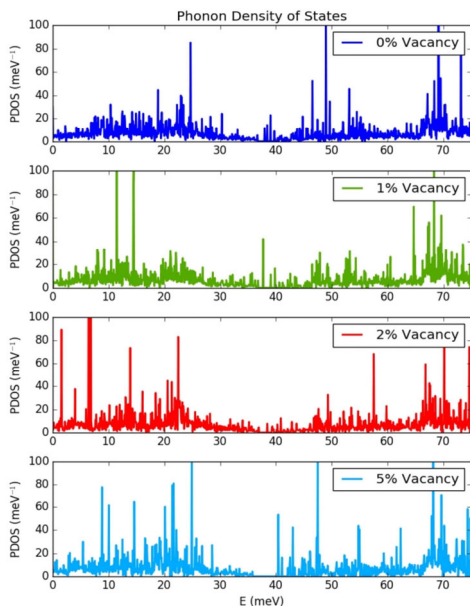 Phonon Density of States
PDOS (meV⁻¹)
100
80
60
40
20
0
0% Vacancy
0 10 20 30 40 50 60 70
PDOS (meV⁻¹)
100
80
60
40
20
0
1% Vacancy
0 10 20 30 40 50 60 70
PDOS (meV⁻¹)
100
80
60
40
20
0
2% Vacancy
0 10 20 30 40 50 60 70
PDOS (meV⁻¹)
100
80
60
40
20
0
5% Vacancy
0 10 20 30 40 50 60 70
E (meV)